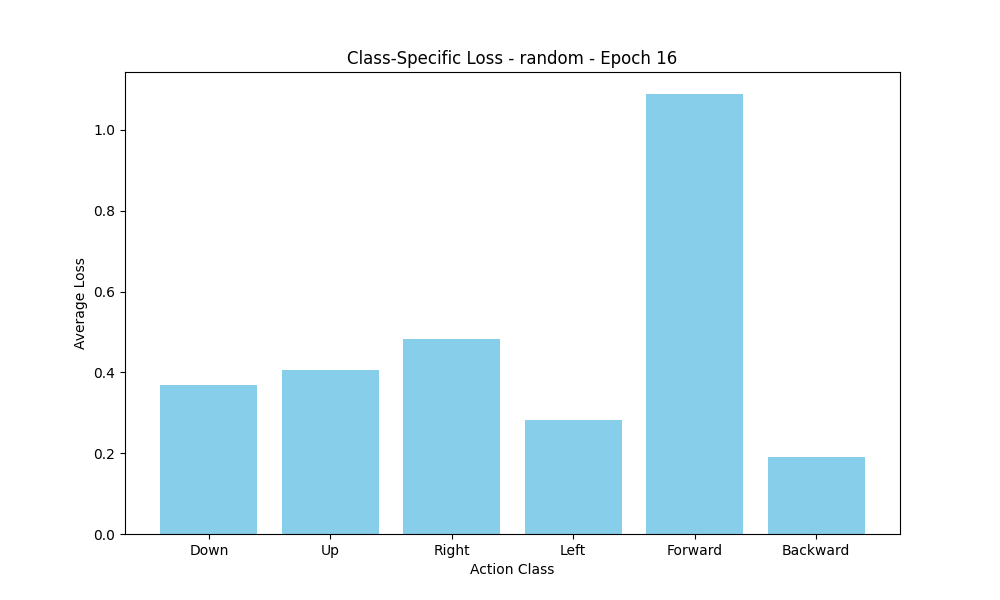 Class-Specific Loss - random - Epoch 16
Average Loss
1.0
0.8
0.6
0.4
0.2
0.0
Down Up Right Left Forward Backward
Action Class